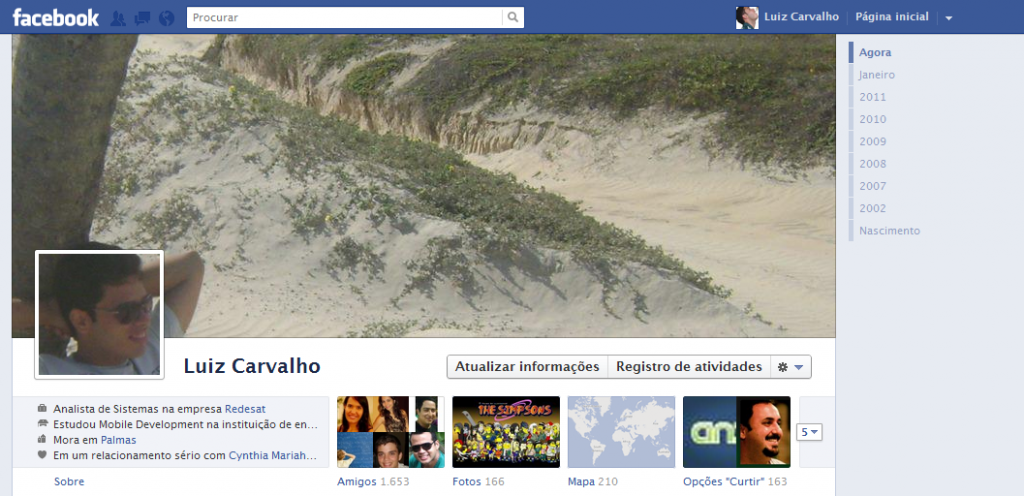 facebook
Procurar
Luiz Carvalho
Página inicial
Agora
Janeiro
2011
2010
2009
2008
2007
2002
Nascimento
Luiz Carvalho
Atualizar informações
Registro de atividades
Analista de Sistemas na empresa Redesat
Estudou Mobile Development na instituição de en...
Mora em Palmas
Em um relacionamento sério com Cynthia Mariah...
Sobre
THE SIMPSONS
5
Amigos 1.653
Fotos 166
Mapa 210
Opções "Curtir" 163